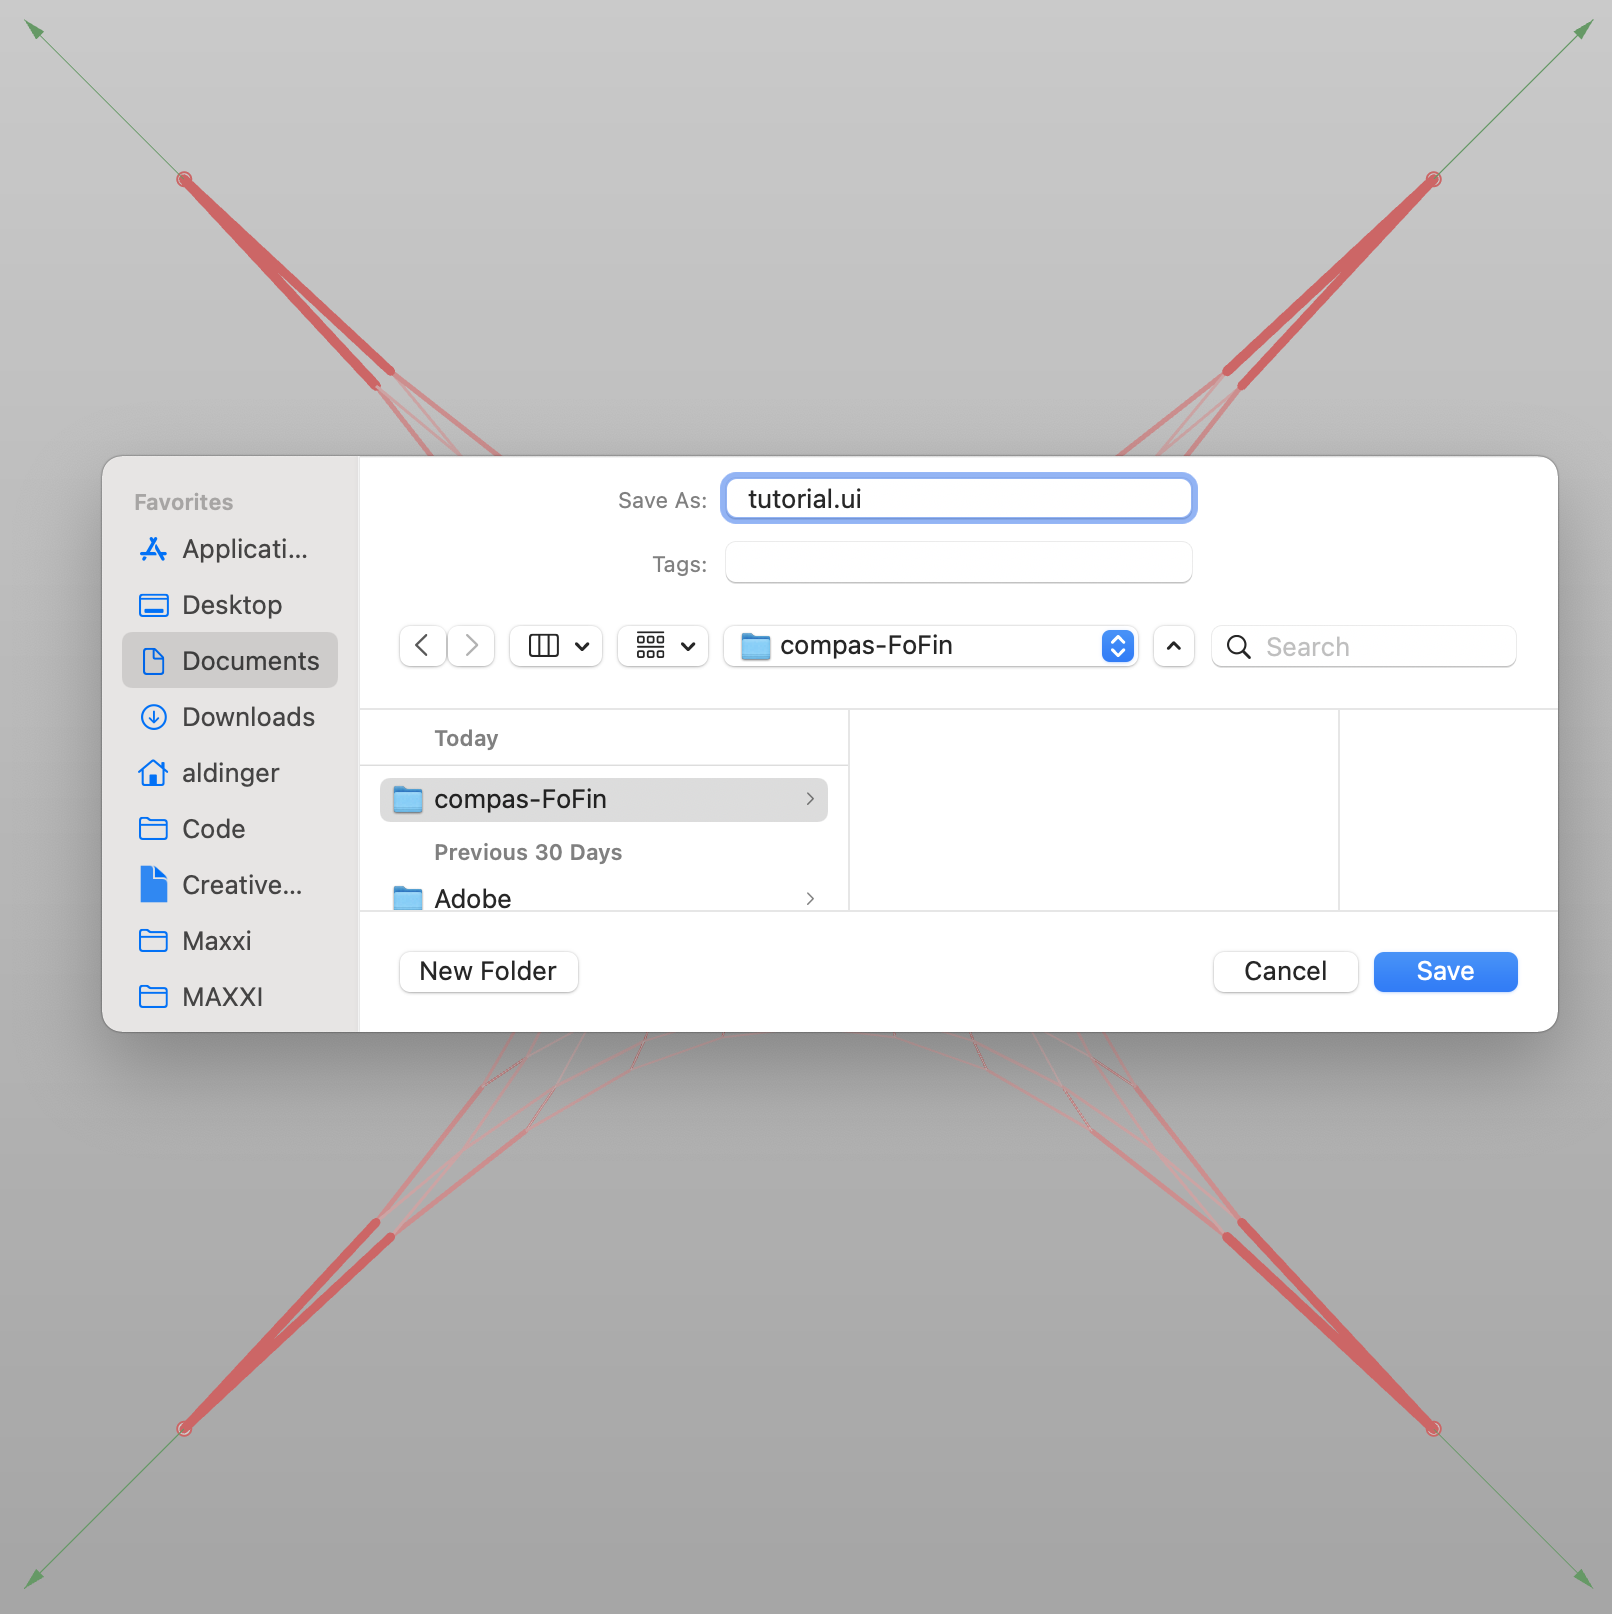 Favorites
Applicati...
Desktop
Documents
Downloads
aldinger
Code
Creative...
Maxxi
MAXXI
Save As: tutorial.ui
Tags:
compas-FoFin
Search
Today
compas-FoFin
Previous 30 Days
Adobe
New Folder
Cancel
Save